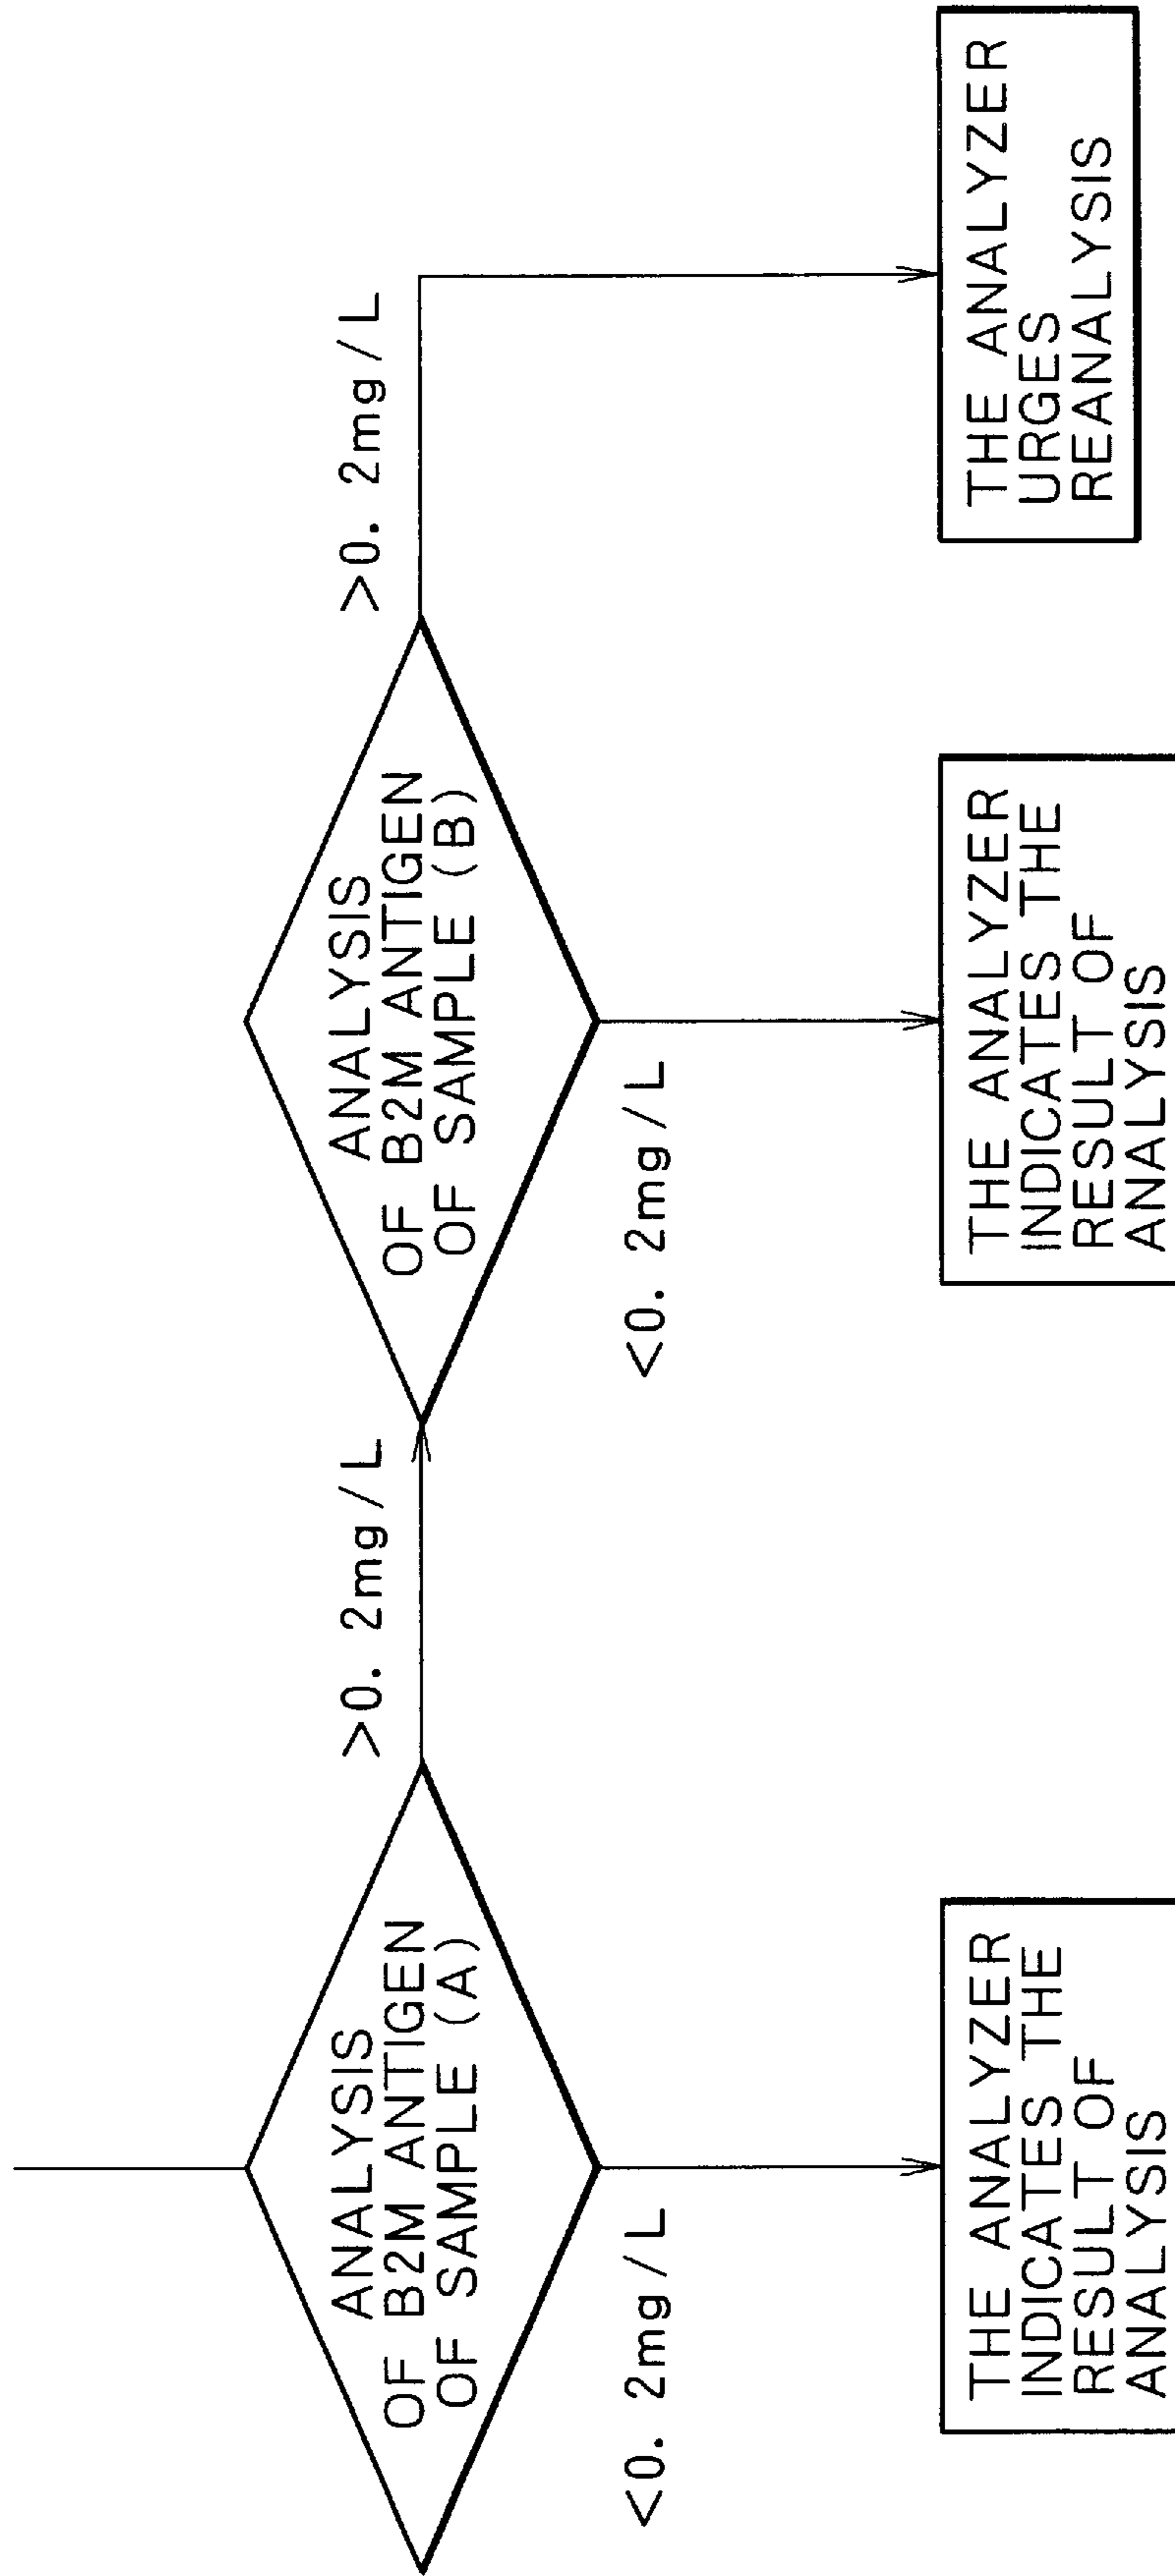 ANALYSIS
OF B2M ANTIGEN
OF SAMPLE (A)
>0. 2mg/L
<0. 2mg/L
THE ANALYZER
INDICATES THE
RESULT OF
ANALYSIS
ANALYSIS
OF B2M ANTIGEN
OF SAMPLE (B)
>0. 2mg/L
<0. 2mg/L
THE ANALYZER
INDICATES THE
RESULT OF
ANALYSIS
THE ANALYZER
URGES
REANALYSIS